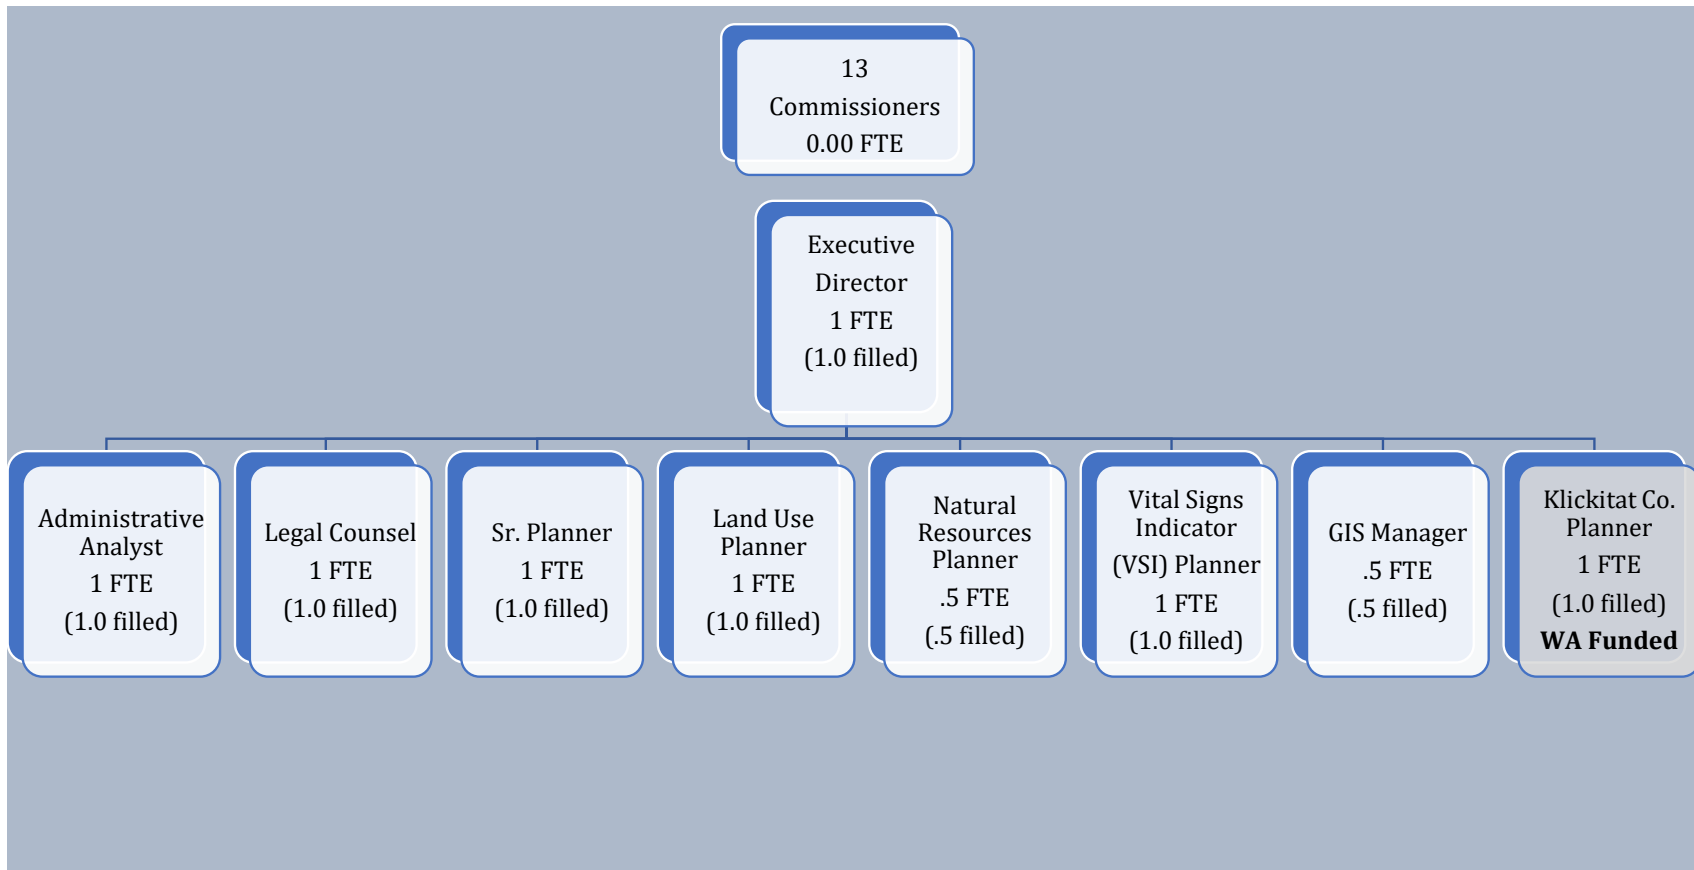 13
Commissioners
0.00 FTE
Executive
Director
1 FTE
(1.0 filled)
Administrative
Analyst
1 FTE
(1.0 filled)
Legal Counsel
1 FTE
(1.0 filled)
Sr. Planner
1 FTE
(1.0 filled)
Land Use
Planner
1 FTE
(1.0 filled)
Natural
Resources
Planner
.5 FTE
(.5 filled)
Vital Signs
Indicator
(VSI) Planner
1 FTE
(1.0 filled)
GIS Manager
.5 FTE
(.5 filled)
Klickitat Co.
Planner
1 FTE
(1.0 filled)
WA Funded